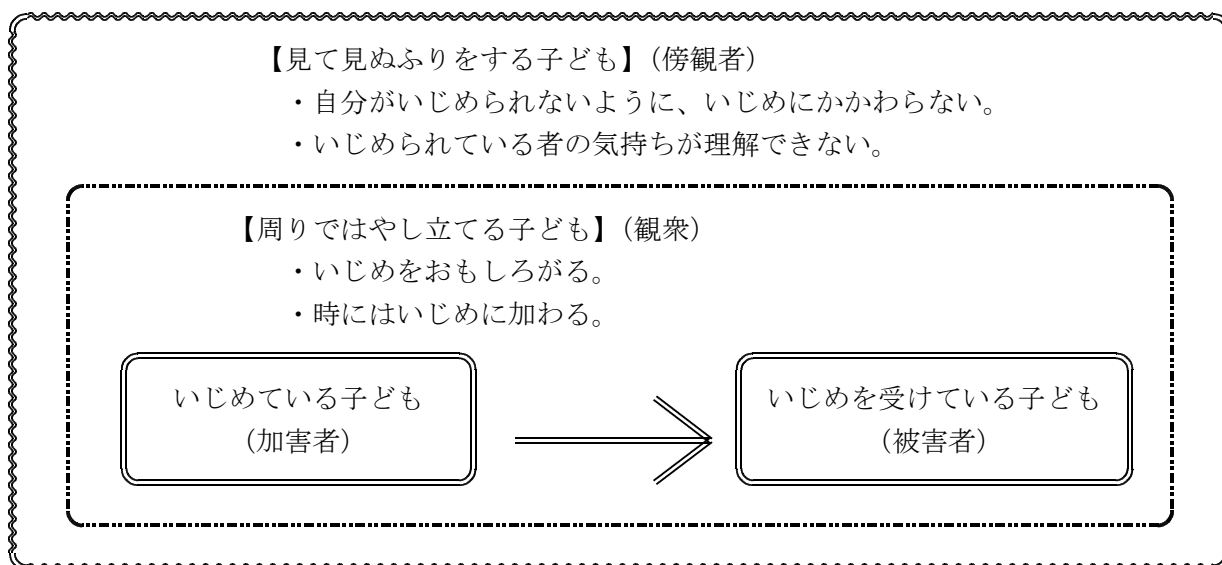 【見て見ぬふりをする子ども】(傍観者)
・自分がいじめられないように、いじめにかかわらない。
・いじめられている者の気持ちが理解できない。
【周りではやし立てる子ども】(観衆)
・いじめをおもしろがる。
・時にはいじめに加わる。
いじめている子ども
(加害者)
いじめを受けている子ども
(被害者)